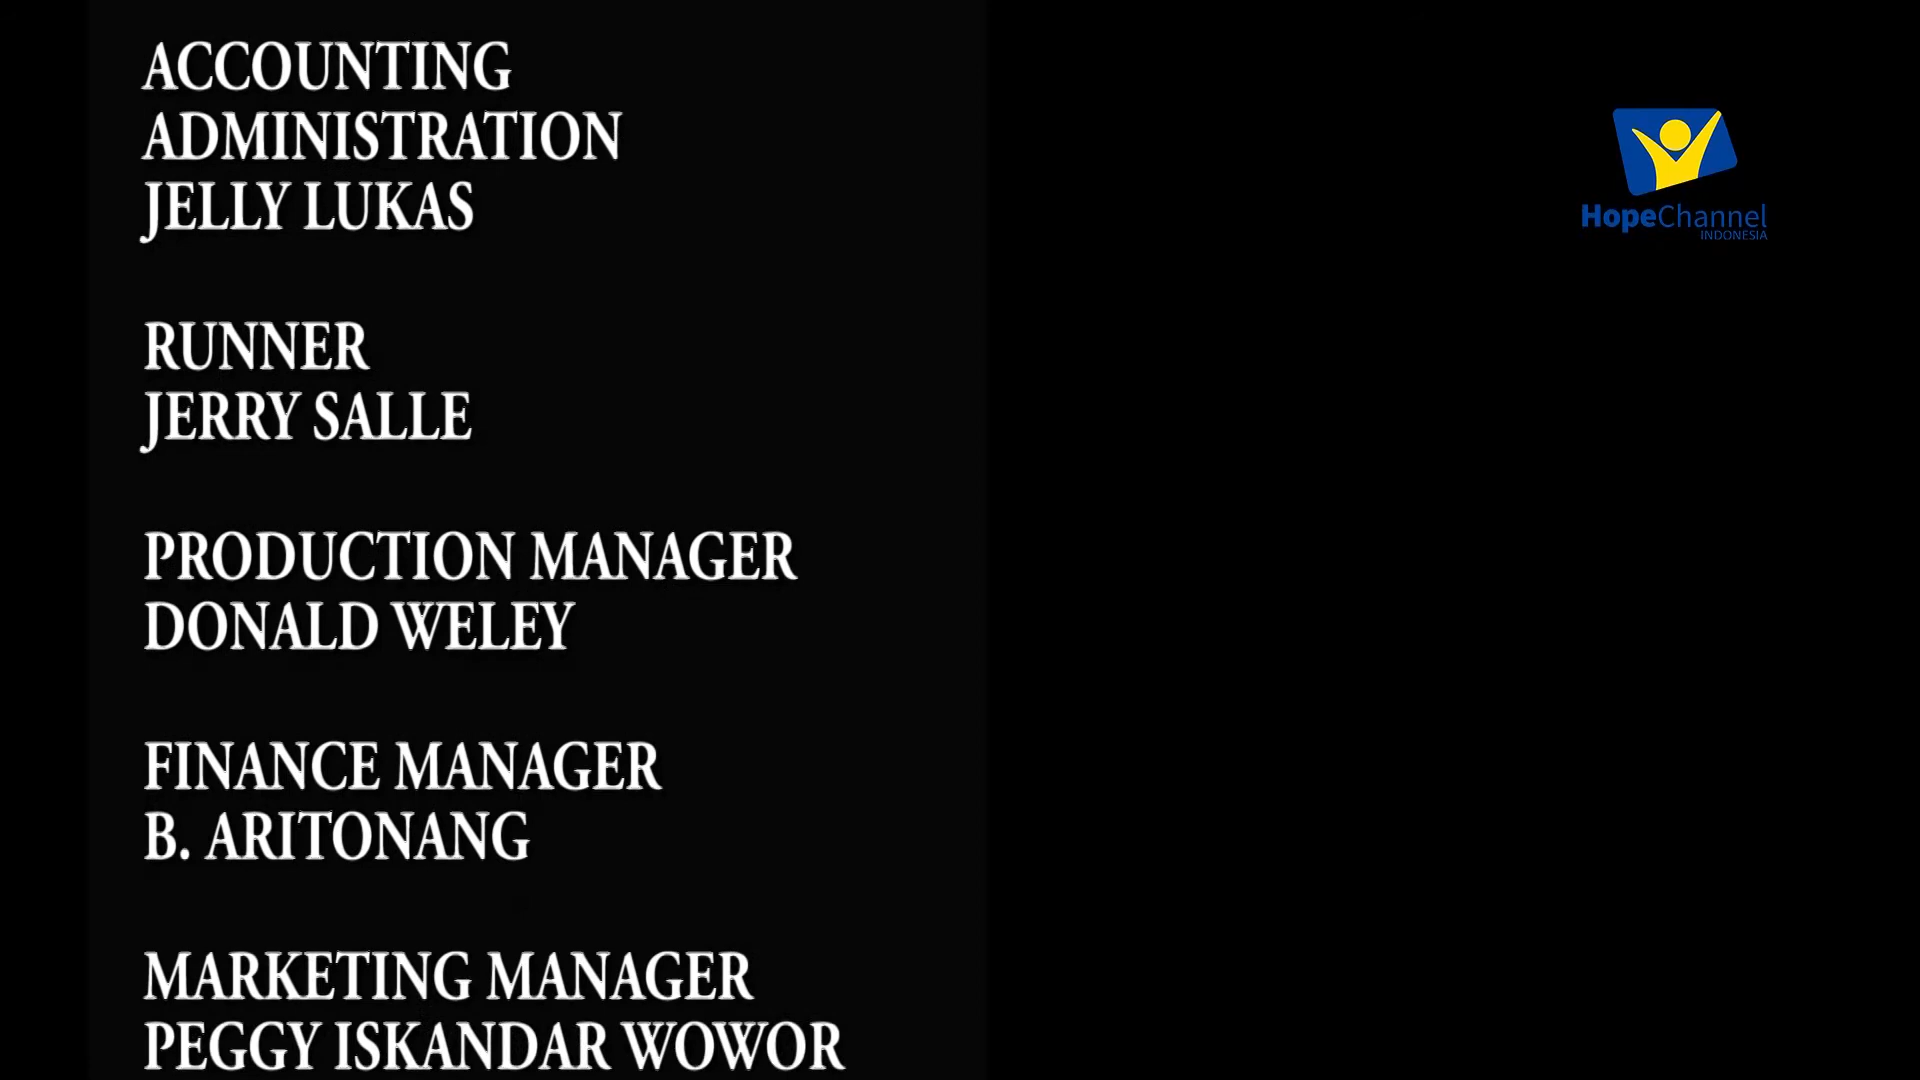 ACCOUNTING
ADMINISTRATION
JELLY LUKAS
RUNNER
JERRY SALLE
PRODUCTION MANAGER
DONALD WELEY
FINANCE MANAGER
B. ARITONANG
MARKETING MANAGER
PEGGY ISKANDAR WOWOR
HopeChannel
INDONESIA